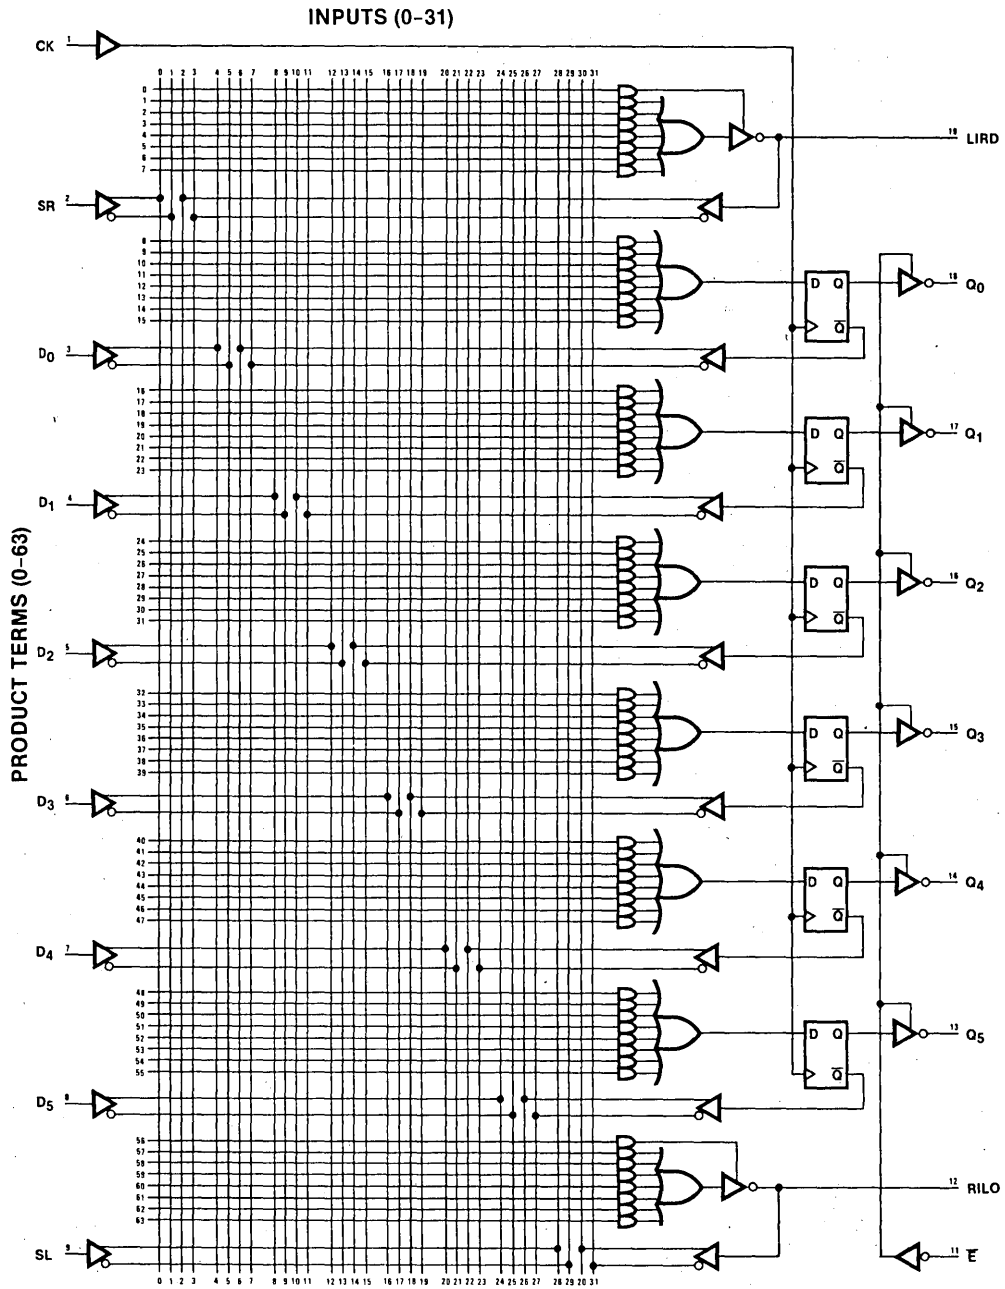 INPUTS (0-31)
CK 1
0 1 2 3 4 5 6 7 8 9 10 11 12 13 14 15 16 17 18 19 20 21 22 23 24 25 26 27 28 29 30 31
0
1
2
3
4
5
6
7
19 LIRD
SR 2
8
9
10
11
12
13
14
15
D Q
Q̅
18 Q0
D0 3
16
17
18
19
20
21
22
23
D Q
Q̅
17 Q1
D1 4
24
25
26
27
28
29
30
31
D Q
Q̅
16 Q2
D2 5
PRODUCT TERMS (0-63)
32
33
34
35
36
37
38
39
D Q
Q̅
15 Q3
D3 6
40
41
42
43
44
45
46
47
D Q
Q̅
14 Q4
D4 7
48
49
50
51
52
53
54
55
D Q
Q̅
13 Q5
D5 8
56
57
58
59
60
61
62
63
12 RILO
SL 9
11 E̅
0 1 2 3 4 5 6 7 8 9 10 11 12 13 14 15 16 17 18 19 20 21 22 23 24 25 26 27 28 29 30 31